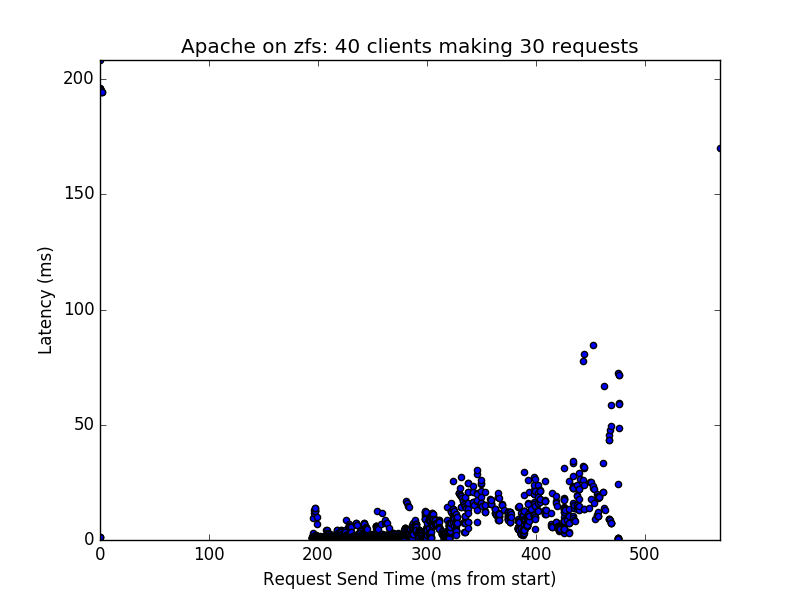 Apache on zfs: 40 clients making 30 requests
200
150
100
50
0
Latency (ms)
0 100 200 300 400 500
Request Send Time (ms from start)